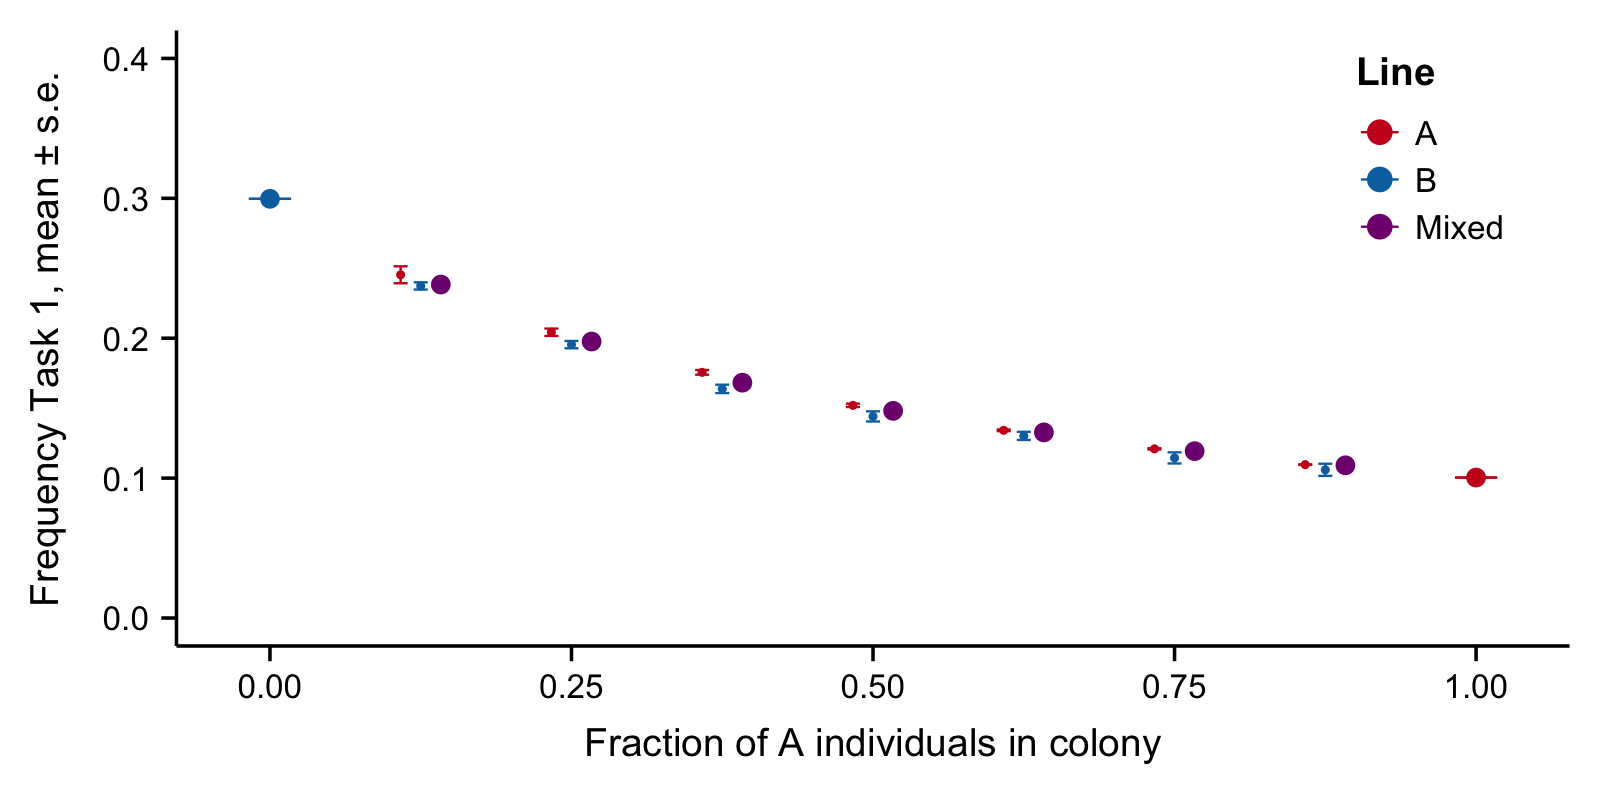 Frequency Task 1, mean ± s.e.
0.4
0.3
0.2
0.1
0.0
Line
A
B
Mixed
0.00 0.25 0.50 0.75 1.00
Fraction of A individuals in colony